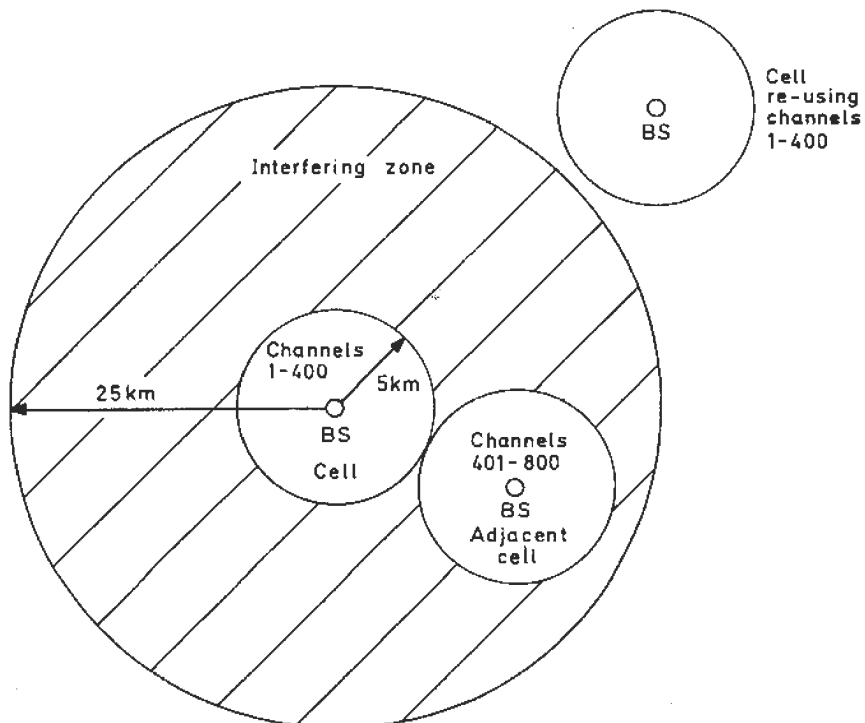 Cell
re-using
channels
1-400
BS
Interfering zone
Channels
1-400
5km
25km
BS
Cell
Channels
401-800
BS
Adjacent
cell